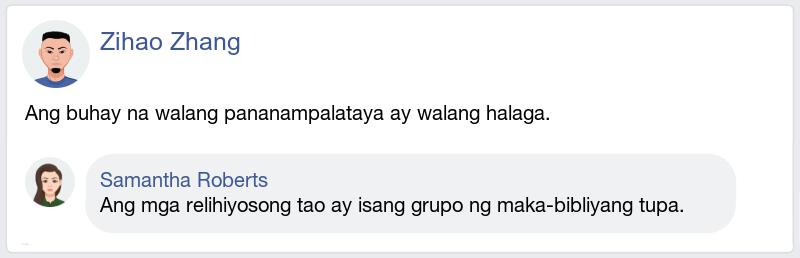 Zihao Zhang
Ang buhay na walang pananampalataya ay walang halaga.
Samantha Roberts
Ang mga relihiyosong tao ay isang grupo ng maka-bibliyang tupa.